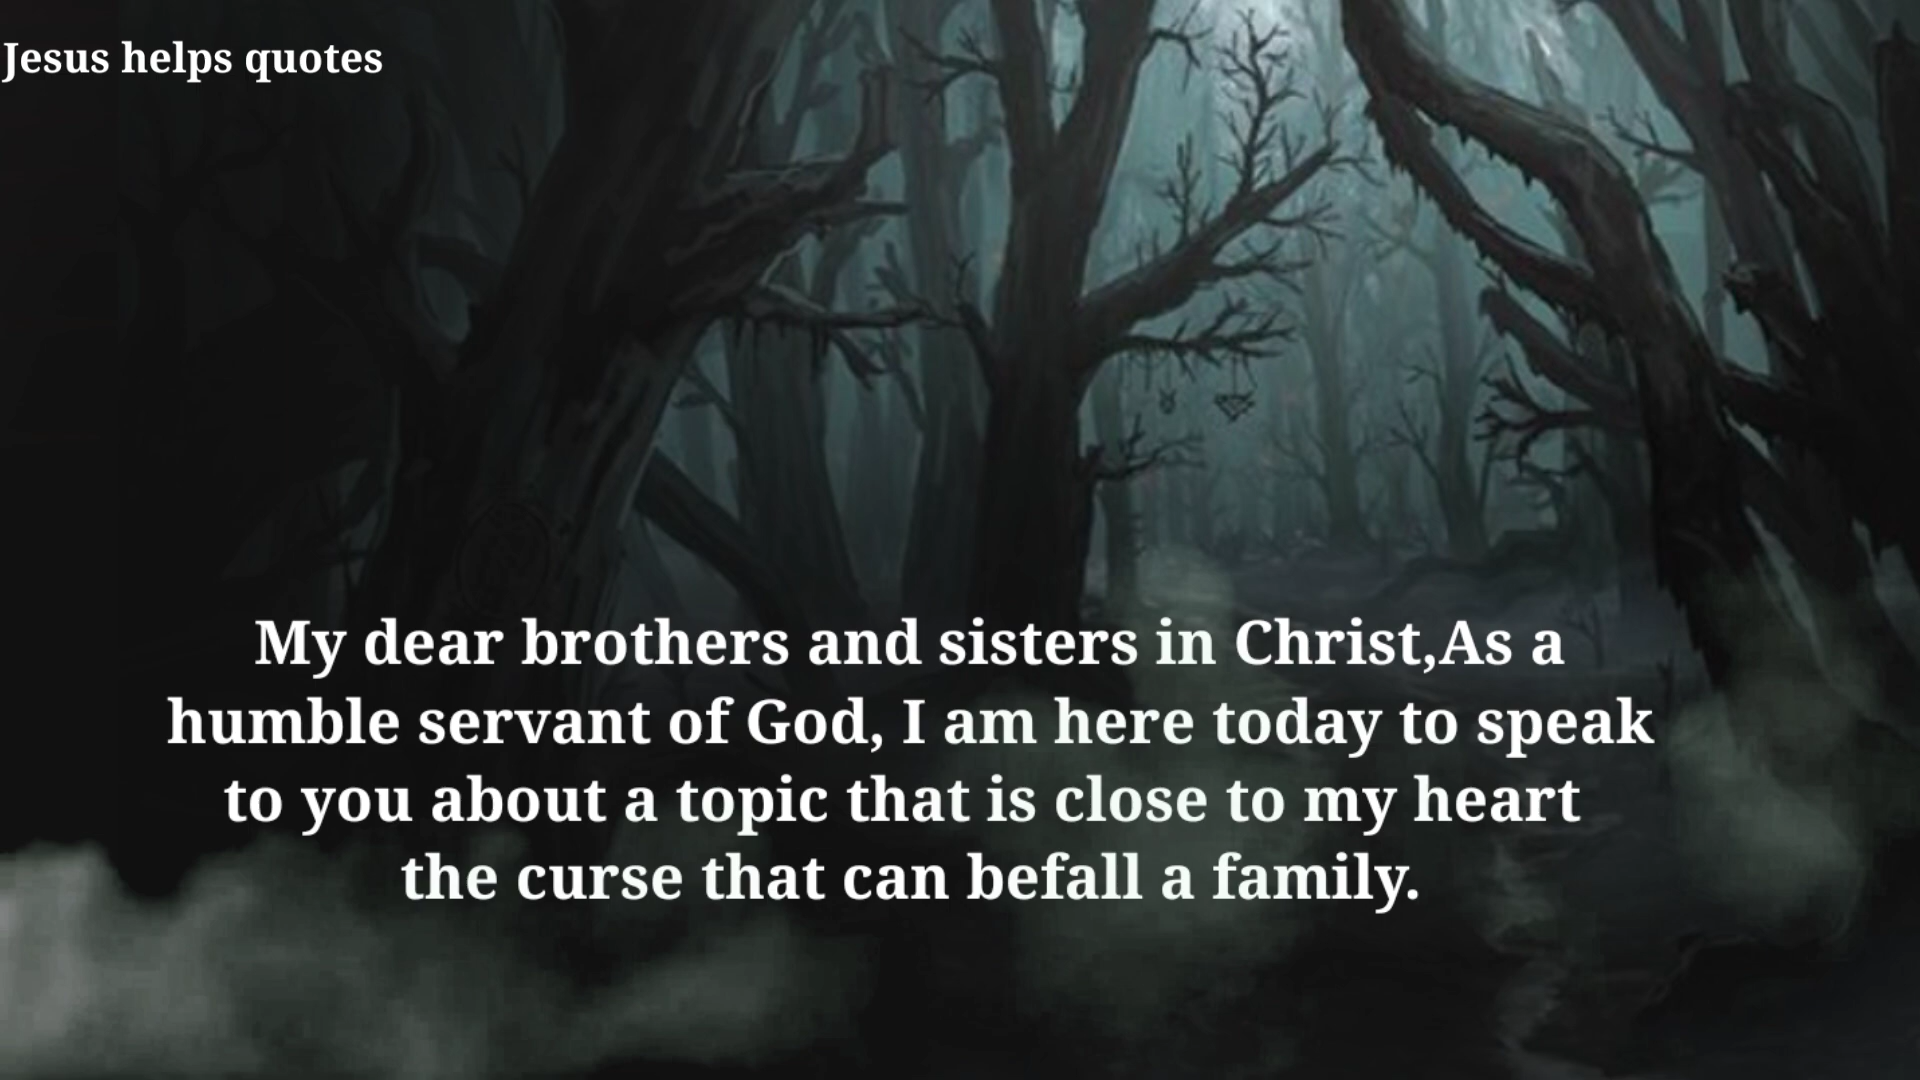 Jesus helps quotes
My dear brothers and sisters in Christ,As a
humble servant of God, I am here today to speak
to you about a topic that is close to my heart
the curse that can befall a family.